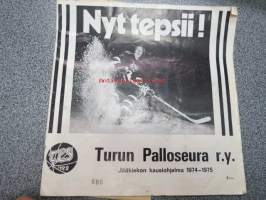 Nyt tepsii!
Turun Palloseura r.y.
Jääkiekon kausiohjelma 1974-1975